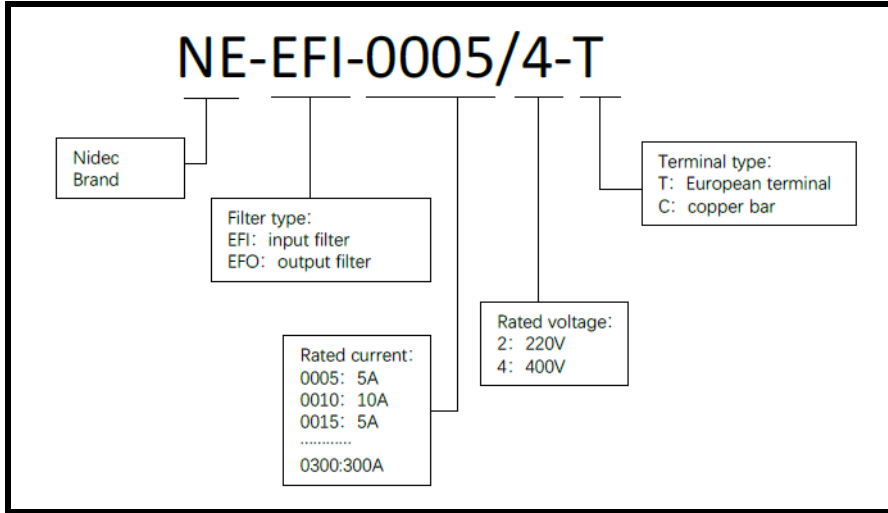 NE-EFI-0005/4-T
Nidec
Brand
Filter type:
EFI: input filter
EFO: output filter
Rated current:
0005: 5A
0010: 10A
0015: 5A
............
0300:300A
Rated voltage:
2: 220V
4: 400V
Terminal type:
T: European terminal
C: copper bar